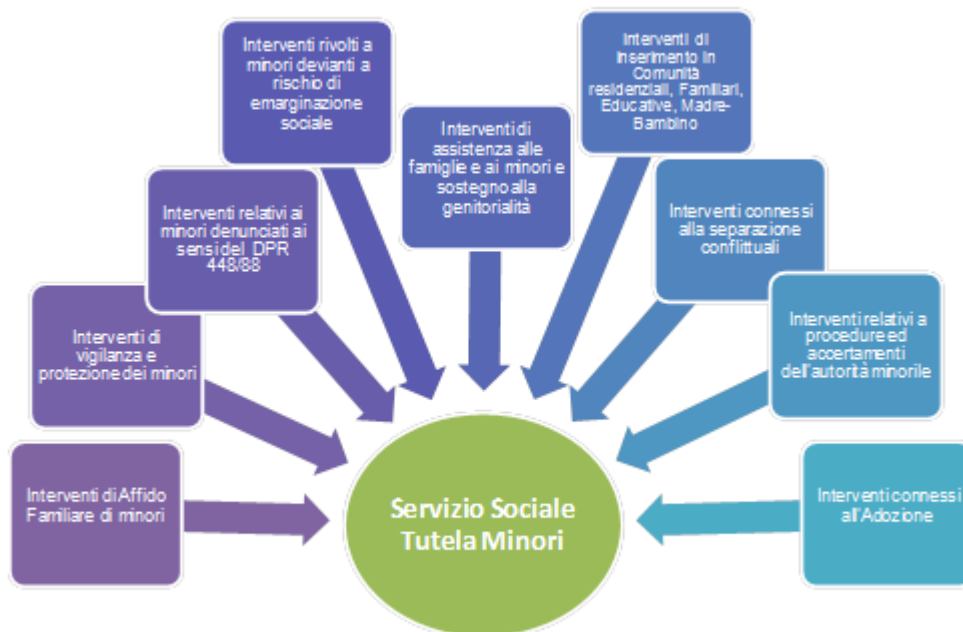 Interventi rivolti a
minori devianti a
rischio di
emarginazione
sociale
Interventi di
inserimento in
Comunità
residenziali, Familiari,
Educative, Madre-
Bambino
Interventi di
assistenza alle
famiglie e ai minori e
sostegno alla
genitorialità
Interventi relativi ai
minori denunciati ai
sensi del DPR
448/88
Interventi connessi
alla separazione
conflittuali
Interventi di
vigilanza e
protezione dei minori
Interventi relativi a
procedure ed
accertamenti
dell'autorità minorile
Interventi di Affido
Familiare di minori
Servizio Sociale
Tutela Minori
Interventi connessi
all'Adozione